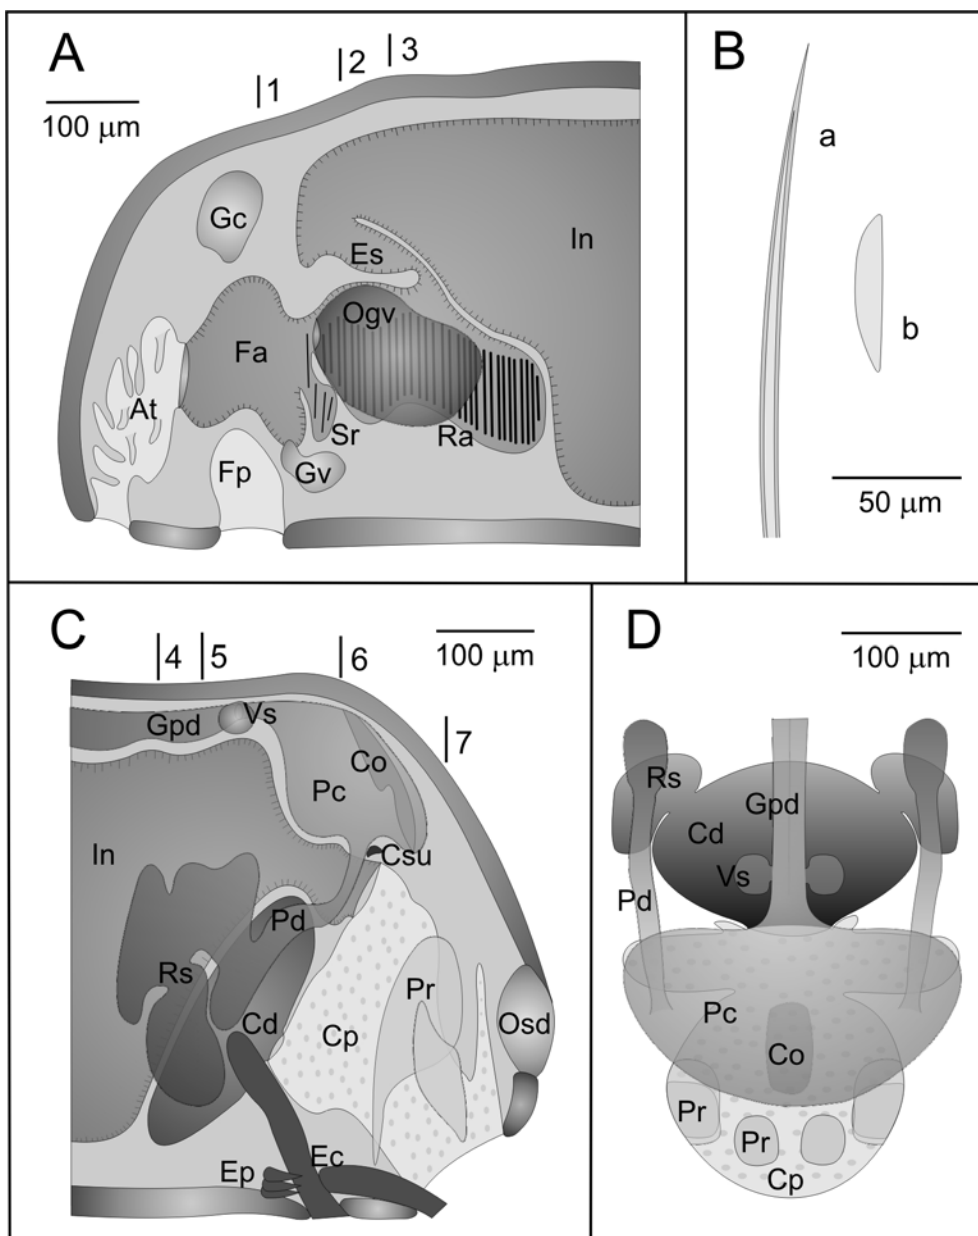 A
1
2
3
100 μm
Gc
Es
In
Ogv
Fa
At
Sr
Ra
Fp
Gv
B
a
b
50 μm
C
4
5
6
100 μm
7
Gpd
Vs
Co
Pc
In
Csu
Pd
Rs
Pr
Cd
Cp
Osd
Ec
Ep
D
100 μm
Rs
Gpd
Cd
Vs
Pd
Pc
Co
Pr
Pr
Cp